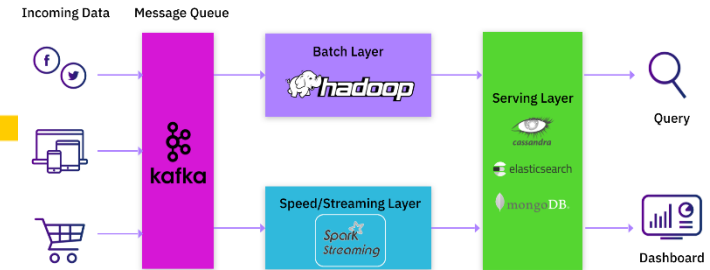 Incoming Data
Message Queue
Batch Layer
hadoop
kafka
Speed/Streaming Layer
Spark
Streaming
Serving Layer
cassandra
elasticsearch
mongoDB.
Query
Dashboard